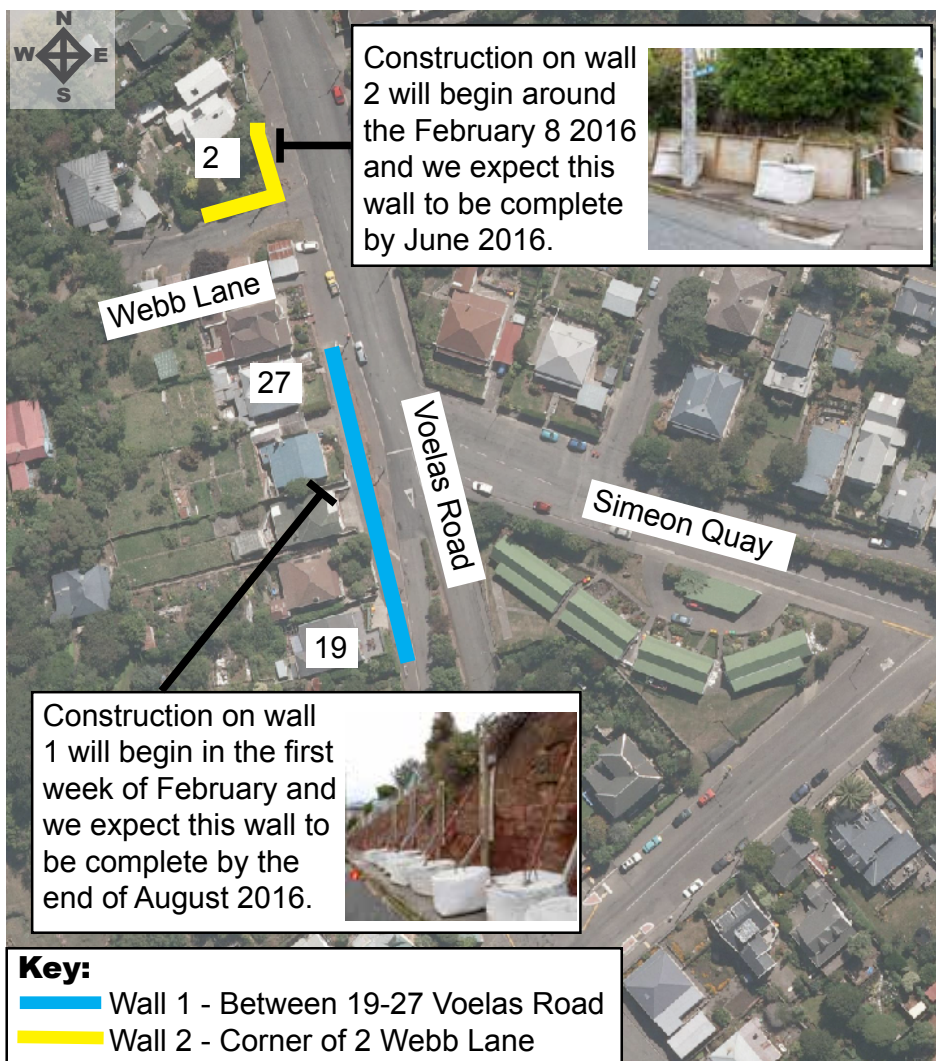 N
W E
S
Construction on wall
2 will begin around
the February 8 2016
and we expect this
wall to be complete
by June 2016.
2
Webb Lane
27
Voelas Road
Simeon Quay
19
Construction on wall
1 will begin in the first
week of February and
we expect this wall to
be complete by the
end of August 2016.
Key:
Wall 1 - Between 19-27 Voelas Road
Wall 2 - Corner of 2 Webb Lane